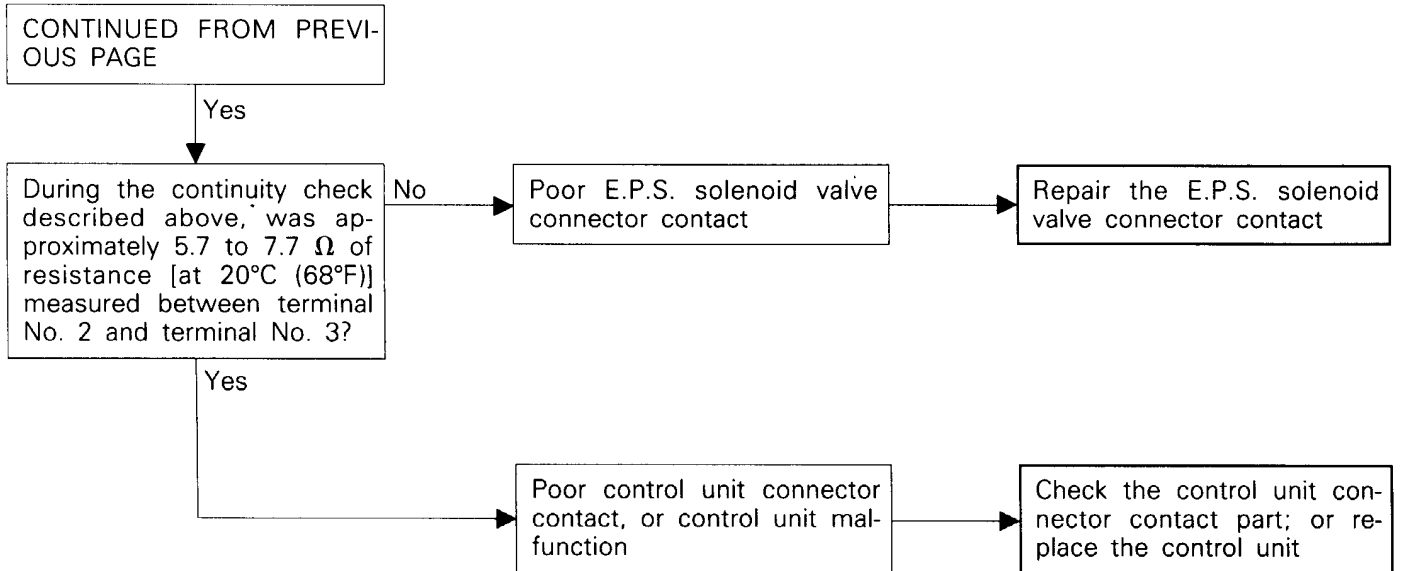 CONTINUED FROM PREVI-
OUS PAGE
Yes
During the continuity check
described above, was ap-
proximately 5.7 to 7.7 Ω of
resistance [at 20°C (68°F)]
measured between terminal
No. 2 and terminal No. 3?
No
Poor E.P.S. solenoid valve
connector contact
Repair the E.P.S. solenoid
valve connector contact
Yes
Poor control unit connector
contact, or control unit mal-
function
Check the control unit con-
nector contact part; or re-
place the control unit